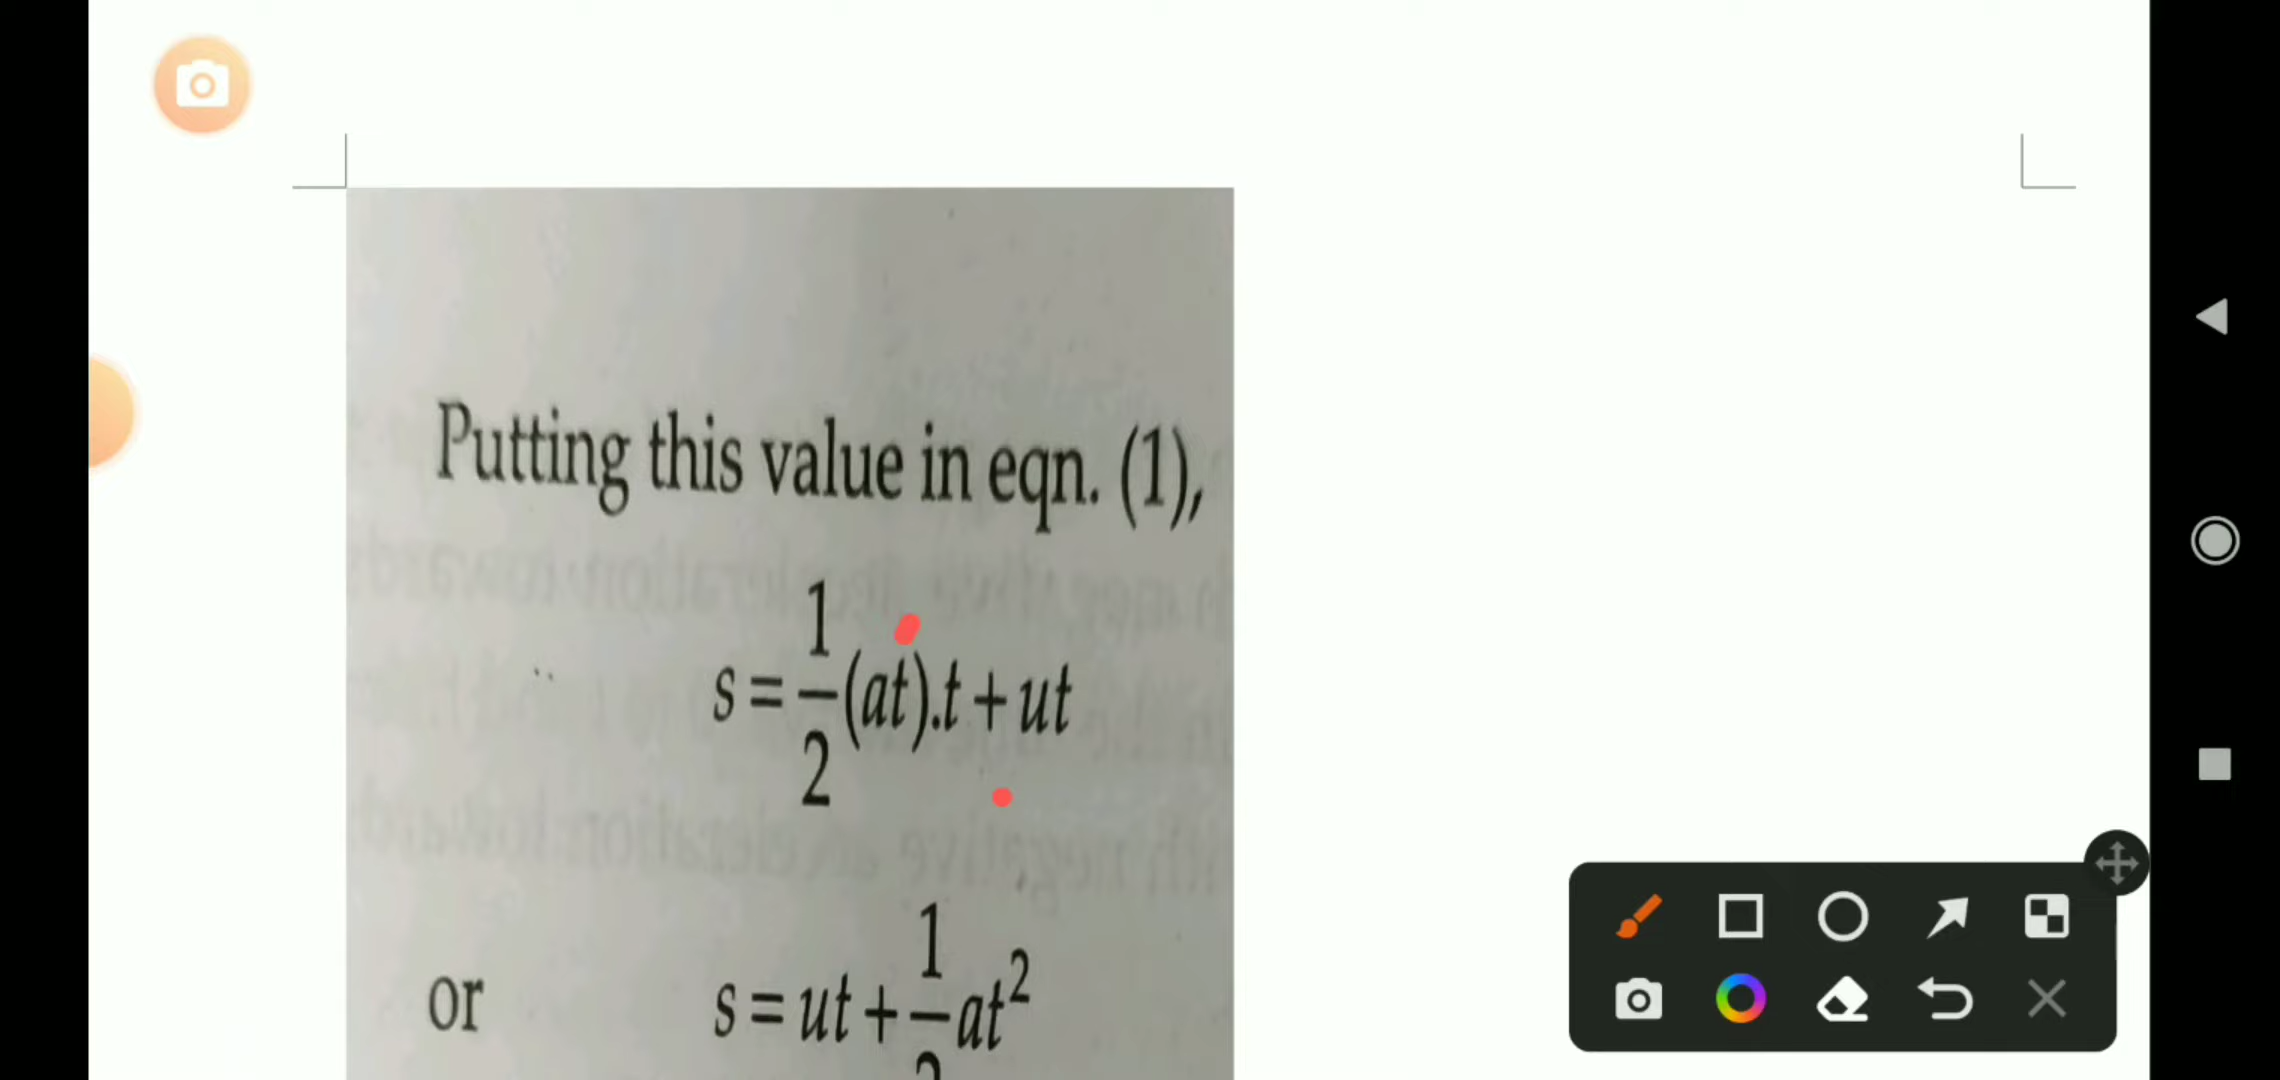 Putting this value in eqn. (1),
s = 1/2 (at).t + ut
or s = ut + 1/2 at²